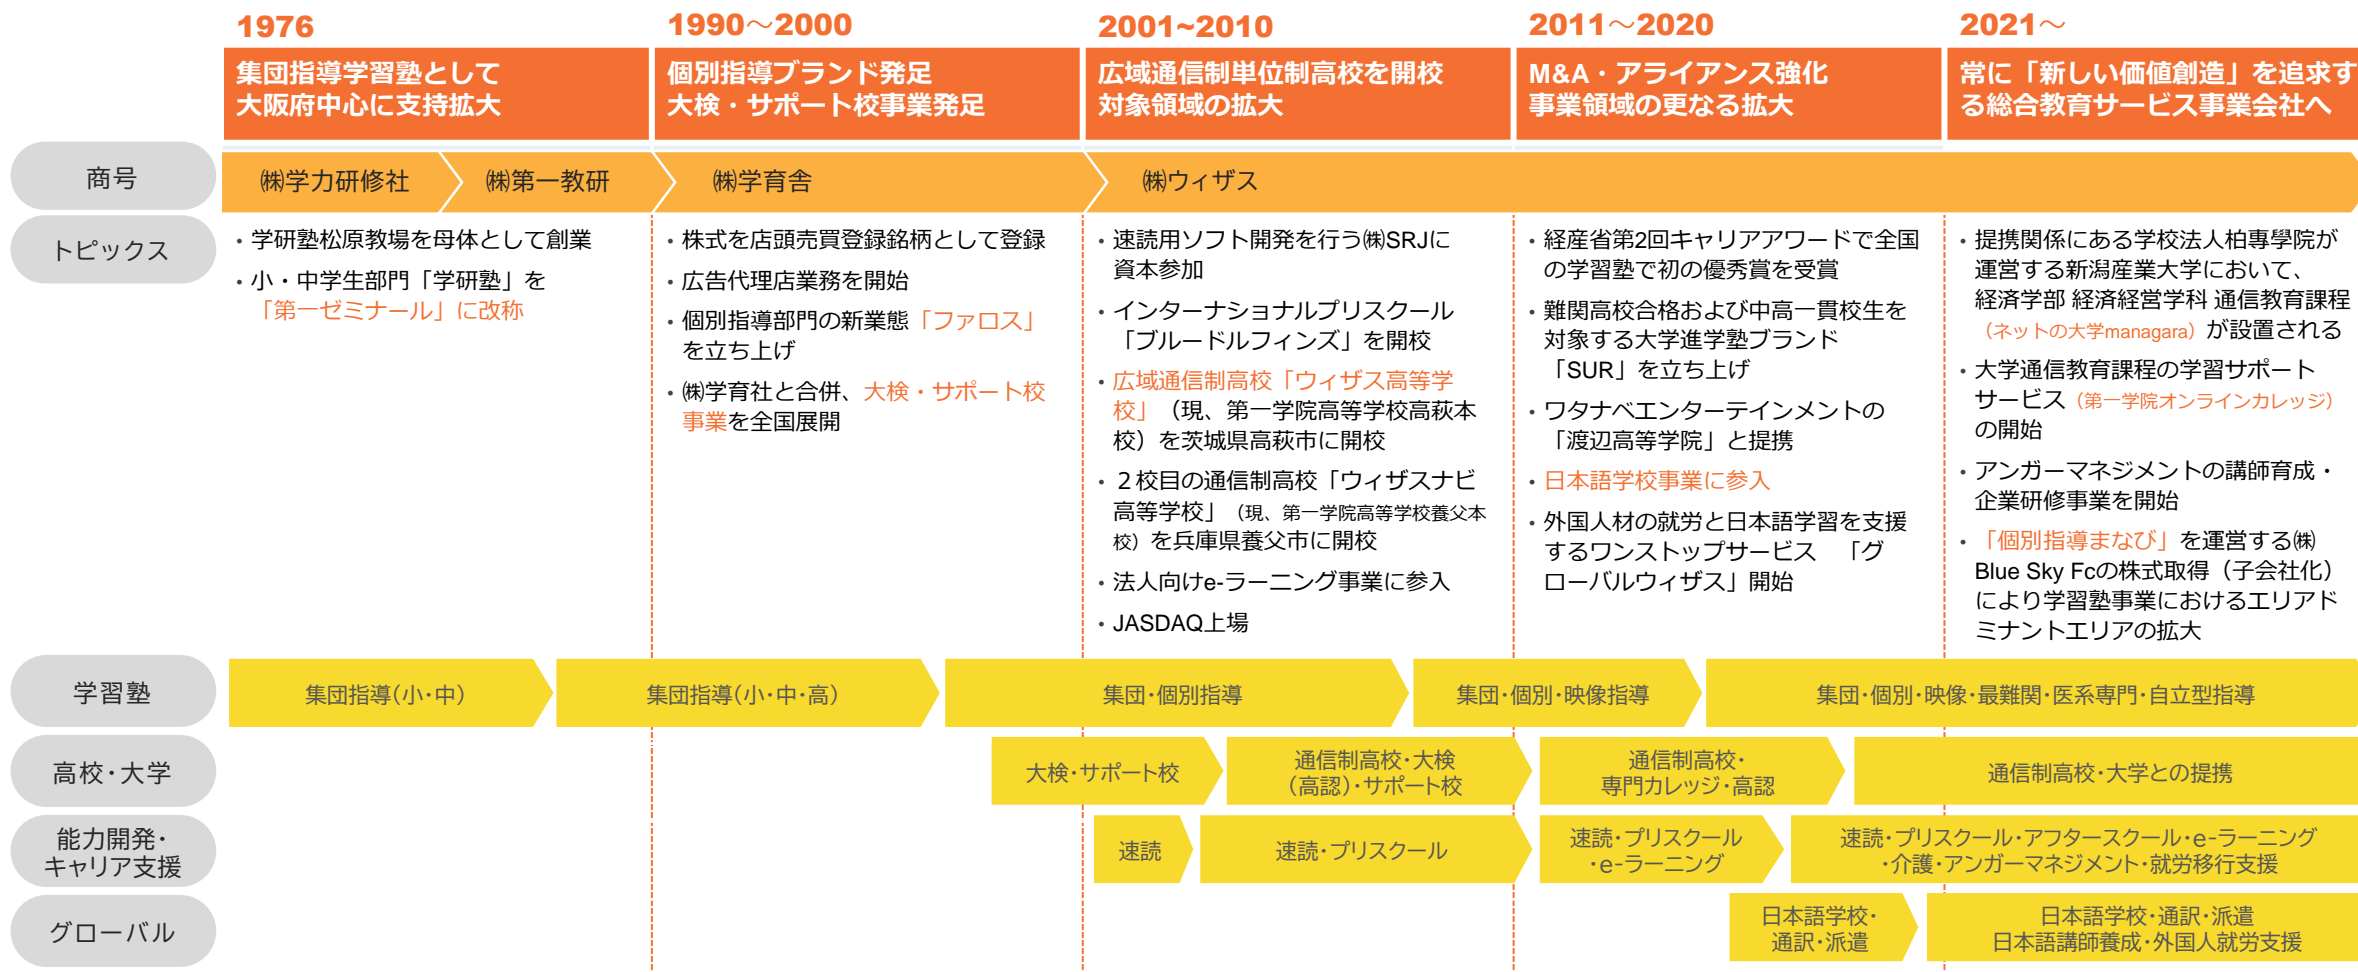 1976
1990～2000
2001~2010
2011～2020
2021～
集団指導学習塾として
大阪府中心に支持拡大
個別指導ブランド発足
大検・サポート校事業発足
広域通信制単位制高校を開校
対象領域の拡大
M&A・アライアンス強化
事業領域の更なる拡大
常に「新しい価値創造」を追求す
る総合教育サービス事業会社へ
商号
㈱学力研修社
㈱第一教研
㈱学育舎
㈱ウィザス
トピックス
・学研塾松原教場を母体として創業
・小・中学生部門「学研塾」を
「第一ゼミナール」に改称
・株式を店頭売買登録銘柄として登録
・広告代理店業務を開始
・個別指導部門の新業態「ファロス」
を立ち上げ
・㈱学育社と合併、大検・サポート校
事業を全国展開
・速読用ソフト開発を行う㈱SRJに
資本参加
・インターナショナルプリスクール
「ブルードルフィンズ」を開校
・広域通信制高校「ウィザス高等学
校」（現、第一学院高等学校高萩本
校）を茨城県高萩市に開校
・２校目の通信制高校「ウィザスナビ
高等学校」（現、第一学院高等学校養父本
校）を兵庫県養父市に開校
・法人向けe-ラーニング事業に参入
・JASDAQ上場
・経産省第2回キャリアアワードで全国
の学習塾で初の優秀賞を受賞
・難関高校合格および中高一貫校生を
対象する大学進学塾ブランド
「SUR」を立ち上げ
・ワタナベエンターテインメントの
「渡辺高等学院」と提携
・日本語学校事業に参入
・外国人材の就労と日本語学習を支援
するワンストップサービス　「グ
ローバルウィザス」開始
・提携関係にある学校法人柏專學院が
運営する新潟産業大学において、
経済学部 経済経営学科 通信教育課程
（ネットの大学managara）が設置される
・大学通信教育課程の学習サポート
サービス（第一学院オンラインカレッジ）
の開始
・アンガーマネジメントの講師育成・
企業研修事業を開始
・「個別指導まなび」を運営する㈱
Blue Sky Fcの株式取得（子会社化）
により学習塾事業におけるエリアド
ミナントエリアの拡大
学習塾
集団指導(小・中)
集団指導(小・中・高)
集団・個別指導
集団・個別・映像指導
集団・個別・映像・最難関・医系専門・自立型指導
高校・大学
大検・サポート校
通信制高校・大検
(高認)・サポート校
通信制高校・
専門カレッジ・高認
通信制高校・大学との提携
能力開発・
キャリア支援
速読
速読・プリスクール
速読・プリスクール
・e-ラーニング
速読・プリスクール・アフタースクール・e-ラーニング
・介護・アンガーマネジメント・就労移行支援
グローバル
日本語学校・
通訳・派遣
日本語学校・通訳・派遣
日本語講師養成・外国人就労支援